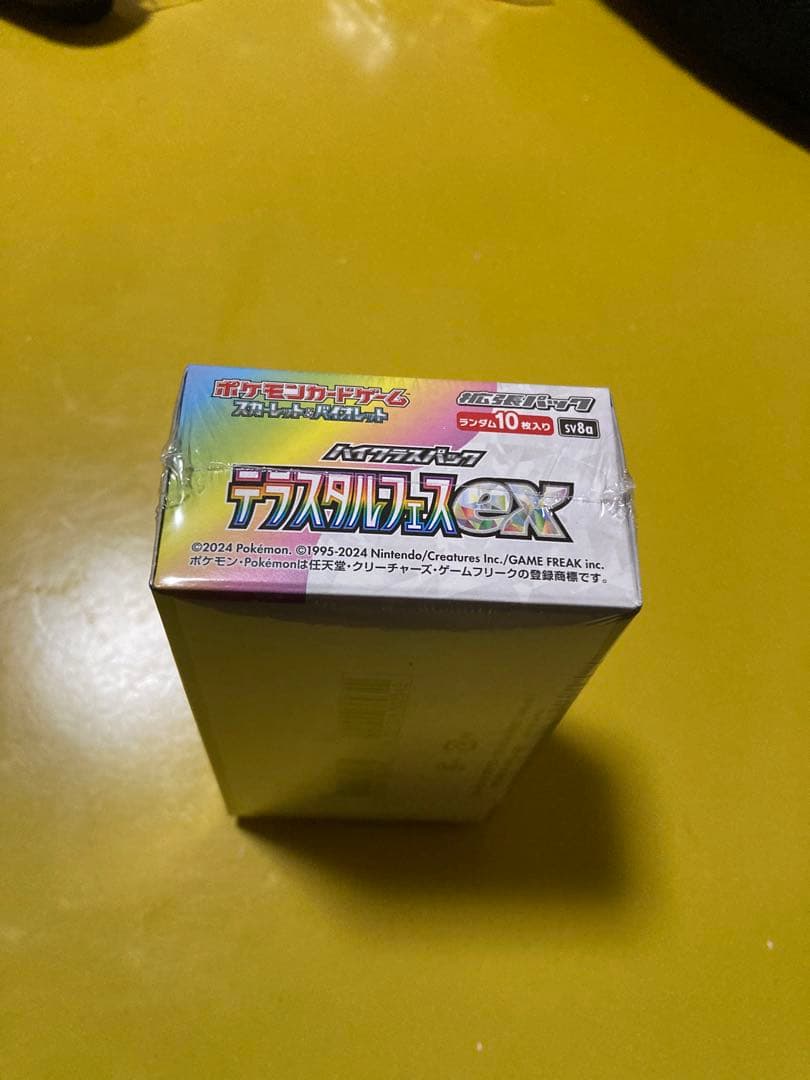 ポケモンカードゲーム
スカーレット&バイオレット
拡張パック
ランダム10枚入り
sv8a
ハイクラスパック
テラスタルフェスex
©2024 Pokémon. ©1995-2024 Nintendo/Creatures Inc./GAME FREAK inc.
ポケモン・Pokémonは任天堂・クリーチャーズ・ゲームフリークの登録商標です。